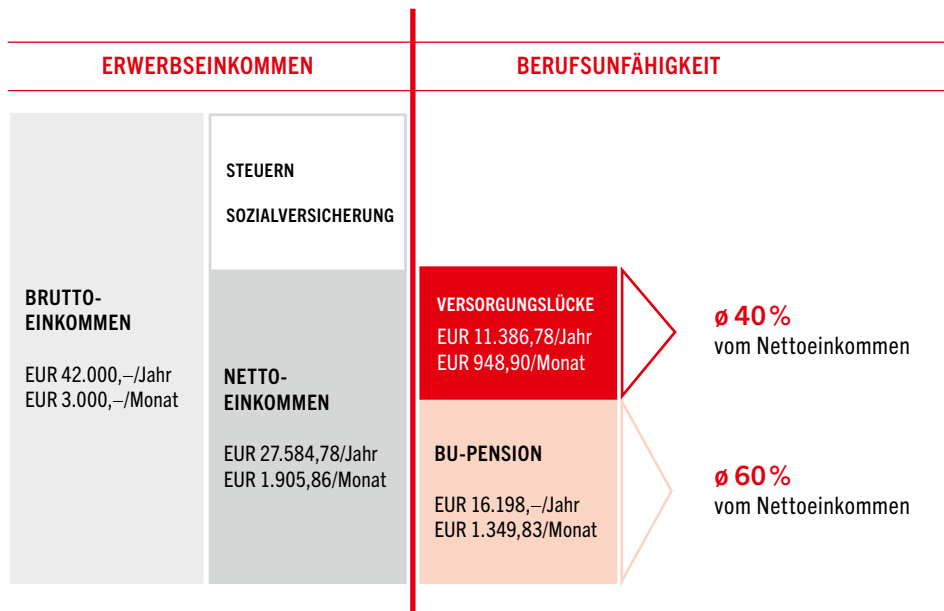 ERWERBSEINKOMMEN
BERUFSUNFÄHIGKEIT
STEUERN
SOZIALVERSICHERUNG
BRUTTO-
EINKOMMEN
EUR 42.000,–/Jahr
EUR 3.000,–/Monat
NETTO-
EINKOMMEN
EUR 27.584,78/Jahr
EUR 1.905,86/Monat
VERSORGUNGSLÜCKE
EUR 11.386,78/Jahr
EUR 948,90/Monat
BU-PENSION
EUR 16.198,–/Jahr
EUR 1.349,83/Monat
ø 40 %
vom Nettoeinkommen
ø 60 %
vom Nettoeinkommen